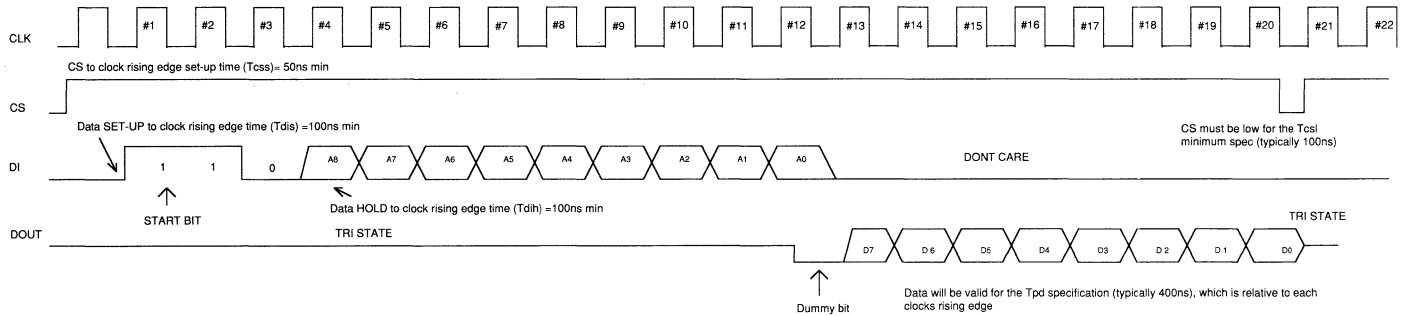 CLK #1 #2 #3 #4 #5 #6 #7 #8 #9 #10 #11 #12 #13 #14 #15 #16 #17 #18 #19 #20 #21 #22
CS to clock rising edge set-up time (Tcss)= 50ns min
CS
Data SET-UP to clock rising edge time (Tdis) =100ns min
CS must be low for the Tcsl
minimum spec (typically 100ns)
DI 1 1 0 A8 A7 A6 A5 A4 A3 A2 A1 A0 DONT CARE
START BIT
Data HOLD to clock rising edge time (Tdih) =100ns min
DOUT TRI STATE TRI STATE
D7 D 6 D5 D4 D3 D 2 D 1 D0
Dummy bit
Data will be valid for the Tpd specification (typically 400ns), which is relative to each
clocks rising edge